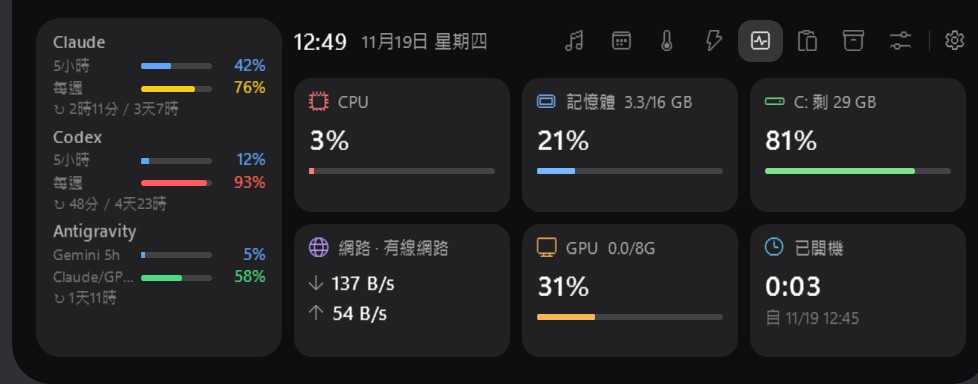 Claude
5小時 42%
每週 76%
↻ 2時11分 / 3天7時
Codex
5小時 12%
每週 93%
↻ 48分 / 4天23時
Antigravity
Gemini 5h 5%
Claude/GP... 58%
↻ 1天11時
12:49 11月19日 星期四
CPU
3%
記憶體 3.3/16 GB
21%
C: 剩 29 GB
81%
網路 · 有線網路
↓ 137 B/s
↑ 54 B/s
GPU 0.0/8G
31%
已開機
0:03
自 11/19 12:45